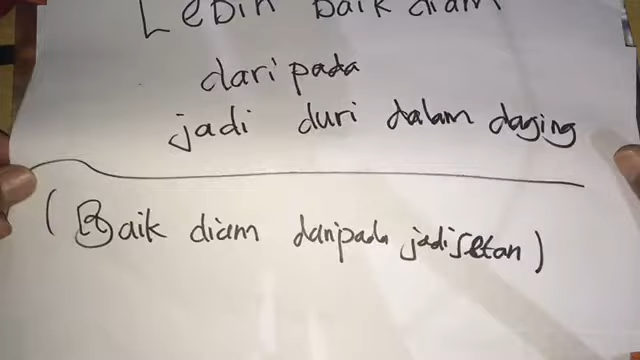 Lebih baik diam
daripada
jadi duri dalam daging
(Baik diam daripada jadi setan)